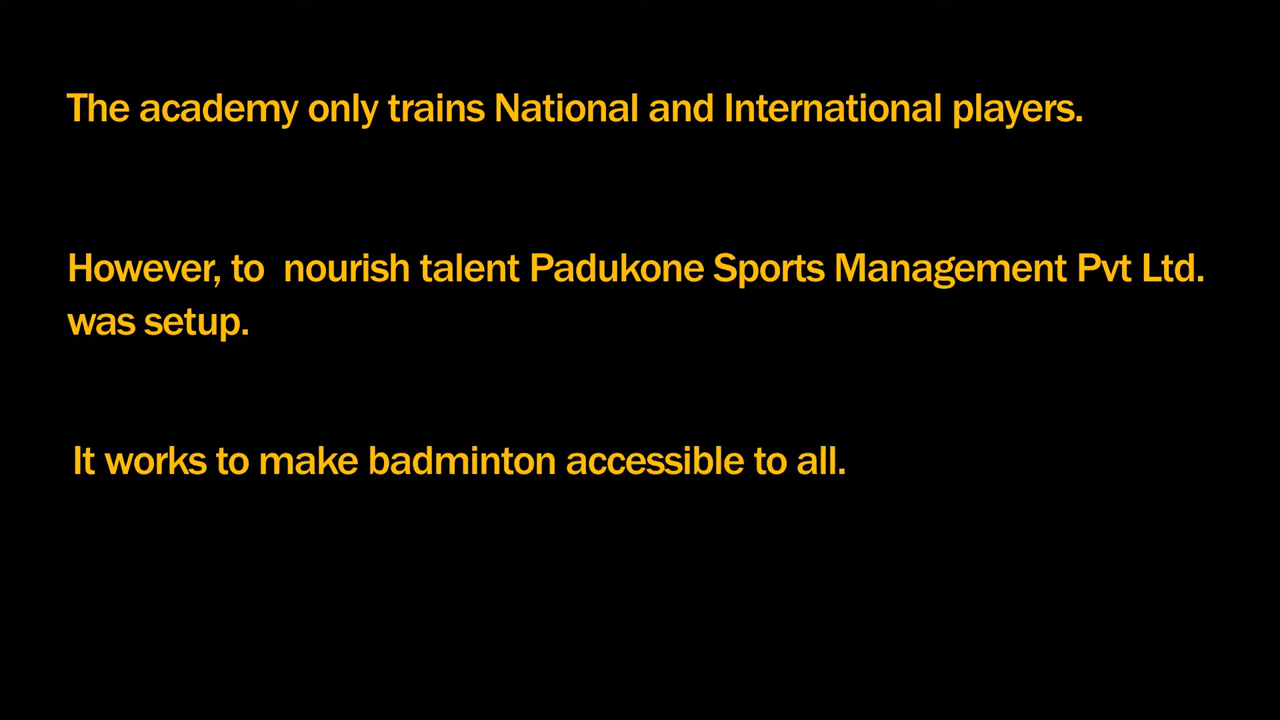 The academy only trains National and International players.
However, to  nourish talent Padukone Sports Management Pvt Ltd.
was setup.
It works to make badminton accessible to all.